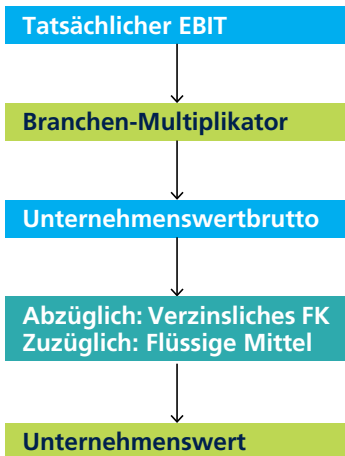 Tatsächlicher EBIT
Branchen-Multiplikator
Unternehmenswertbrutto
Abzüglich: Verzinsliches FK
Zuzüglich: Flüssige Mittel
Unternehmenswert